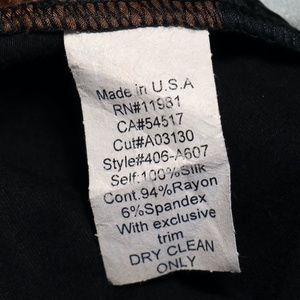 Made in U.S.A
RN#11981
CA#54517
Cut#A03130
Style#406-A607
Self:100%Silk
Cont.94%Rayon
6%Spandex
With exclusive
trim
DRY CLEAN
ONLY